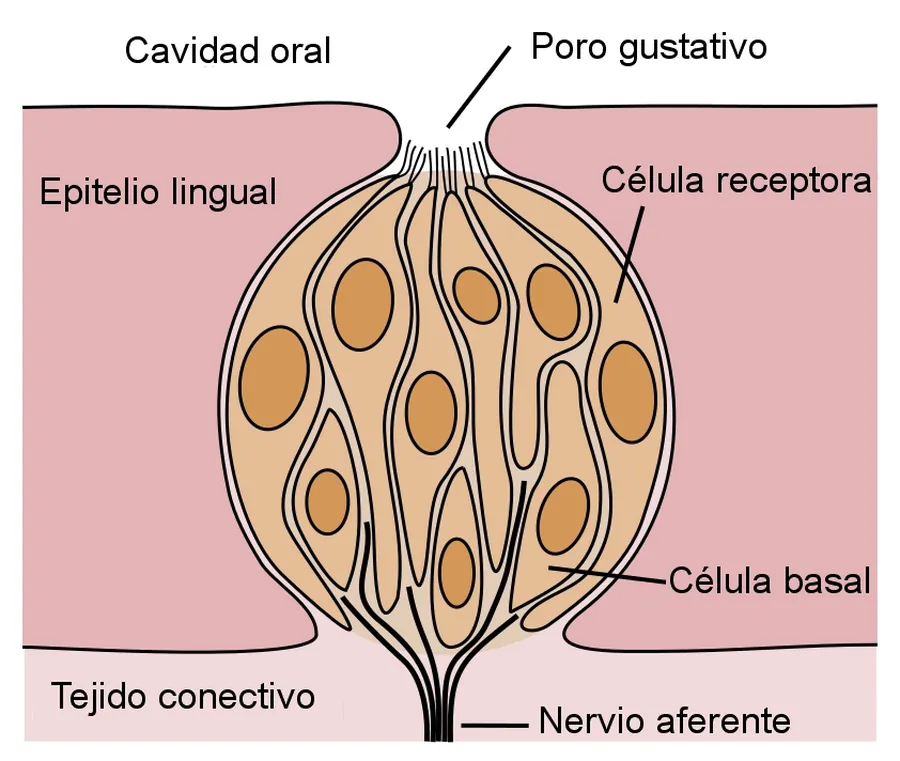 Cavidad oral
Poro gustativo
Epitelio lingual
Célula receptora
Célula basal
Tejido conectivo
Nervio aferente